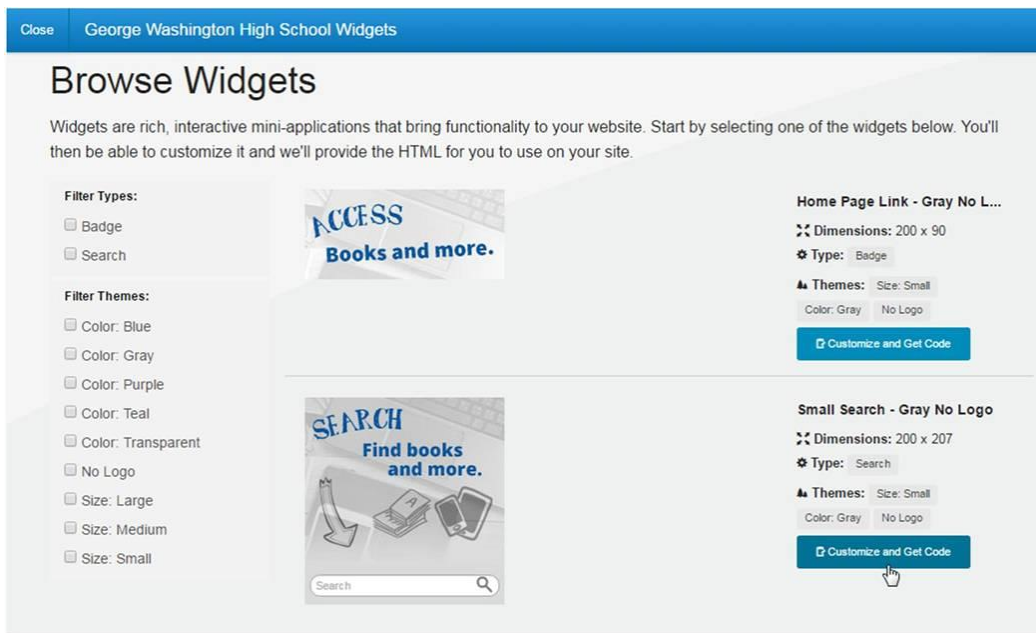 Close George Washington High School Widgets
Browse Widgets
Widgets are rich, interactive mini-applications that bring functionality to your website. Start by selecting one of the widgets below. You'll
then be able to customize it and we'll provide the HTML for you to use on your site.
Filter Types:
Badge
Search
Filter Themes:
Color: Blue
Color: Gray
Color: Purple
Color: Teal
Color: Transparent
No Logo
Size: Large
Size: Medium
Size: Small
ACCESS
Books and more.
Home Page Link - Gray No L...
Dimensions: 200 x 90
Type: Badge
Themes: Size: Small
Color: Gray No Logo
Customize and Get Code
SEARCH
Find books
and more.
A
Search
Small Search - Gray No Logo
Dimensions: 200 x 207
Type: Search
Themes: Size: Small
Color: Gray No Logo
Customize and Get Code